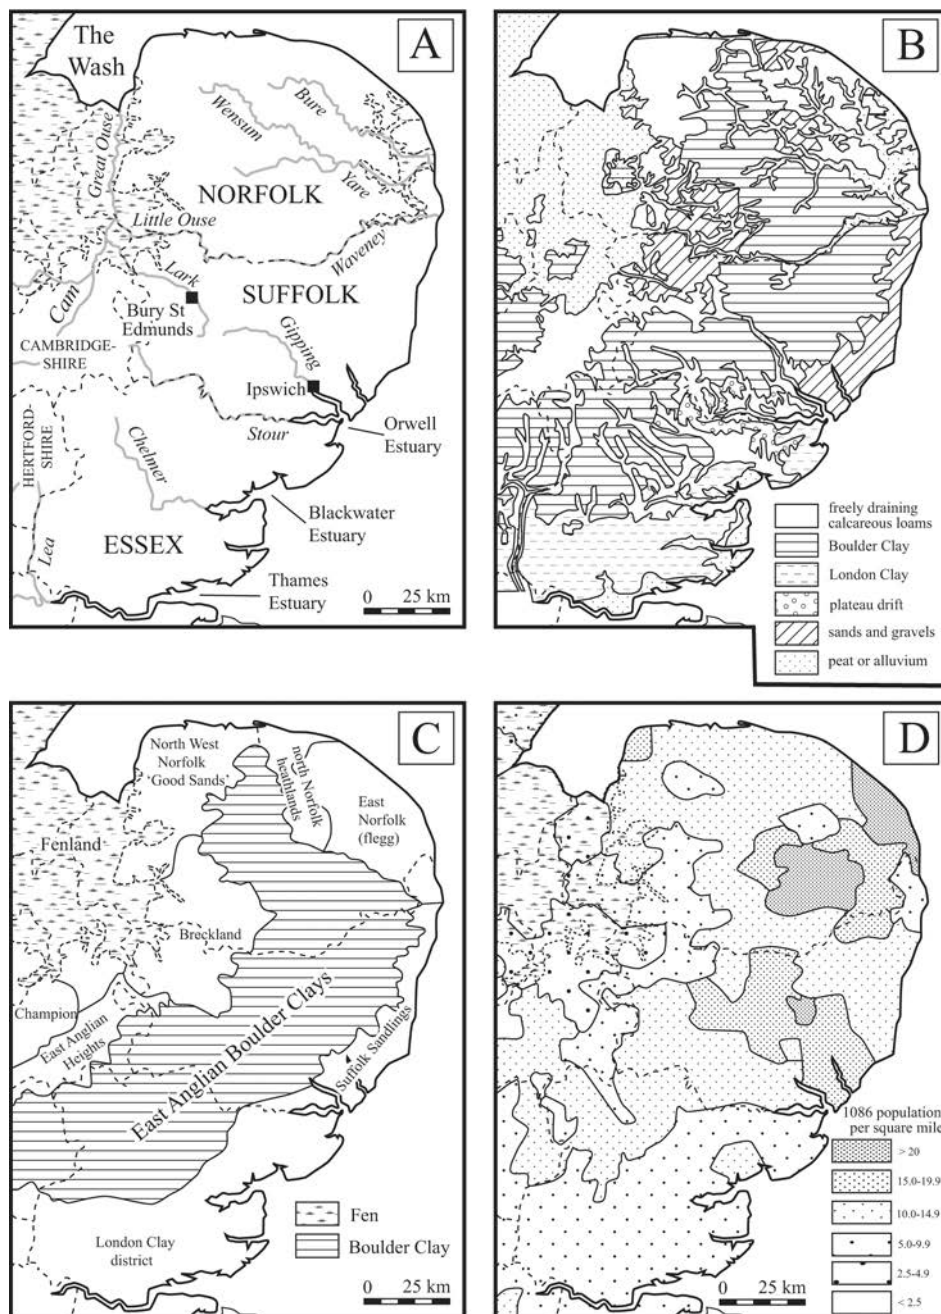 A
The
Wash
Great Ouse
Wensum
Bure
Yare
NORFOLK
Little Ouse
Waveney
Lark
SUFFOLK
Cam
Bury St
Edmunds
Gipping
CAMBRIDGE-
SHIRE
Ipswich
Orwell
Estuary
Stour
HERTFORD-
SHIRE
Chelmer
Blackwater
Estuary
ESSEX
Lea
Thames
Estuary
0 25 km
B
freely draining
calcareous loams
Boulder Clay
London Clay
plateau drift
sands and gravels
peat or alluvium
C
North West
Norfolk
'Good Sands'
north Norfolk
heathlands
East
Norfolk
(flegg)
Fenland
Breckland
Champion
East Anglian
Heights
East Anglian Boulder Clays
Suffolk Sandlings
London Clay
district
Fen
Boulder Clay
0 25 km
D
1086 population
per square mile
> 20
15.0-19.9
10.0-14.9
5.0-9.9
2.5-4.9
< 2.5
0 25 km